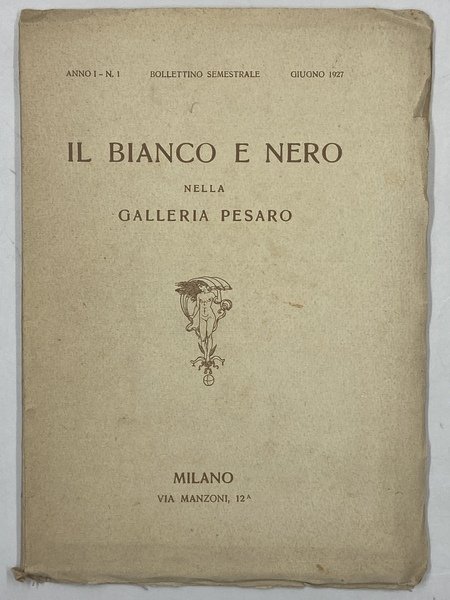 ANNO I - N. 1 BOLLETTINO SEMESTRALE GIUGNO 1927
IL BIANCO E NERO
NELLA
GALLERIA PESARO
MILANO
VIA MANZONI, 12ᴬ